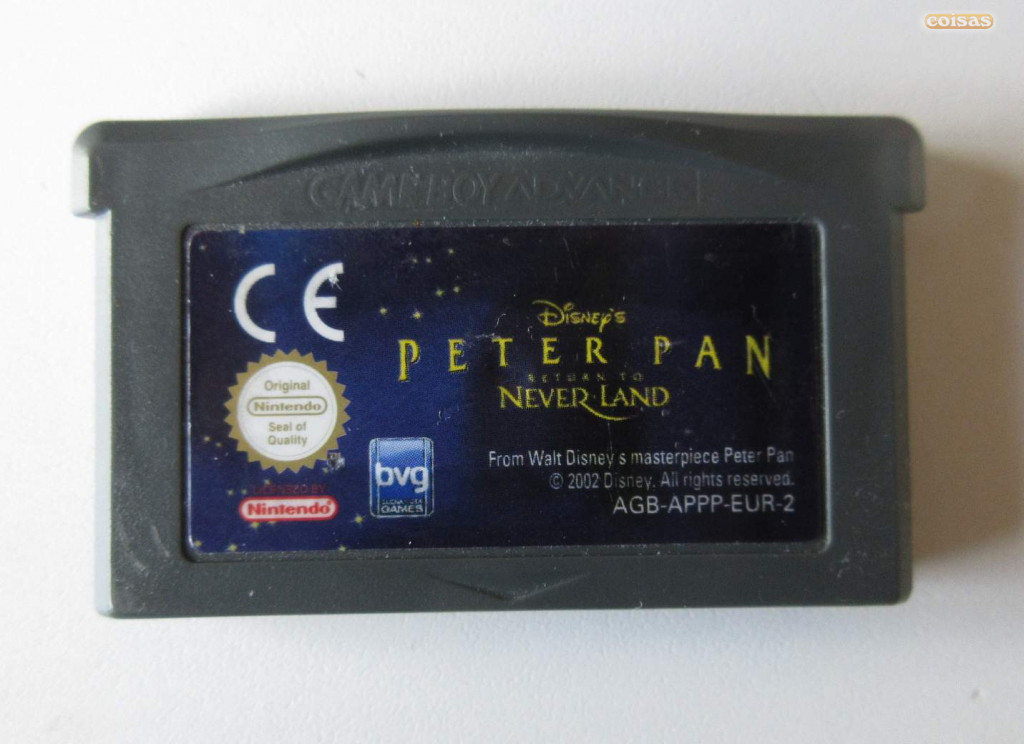 coisas
GAME BOY ADVANCE
CE
Original
Nintendo
Seal of
Quality
LICENSED BY
Nintendo
bvg
GAMES
Disney's
PETER PAN
RETURN TO
NEVER·LAND
From Walt Disney's masterpiece Peter Pan
© 2002 Disney. All rights reserved.
AGB-APPP-EUR-2